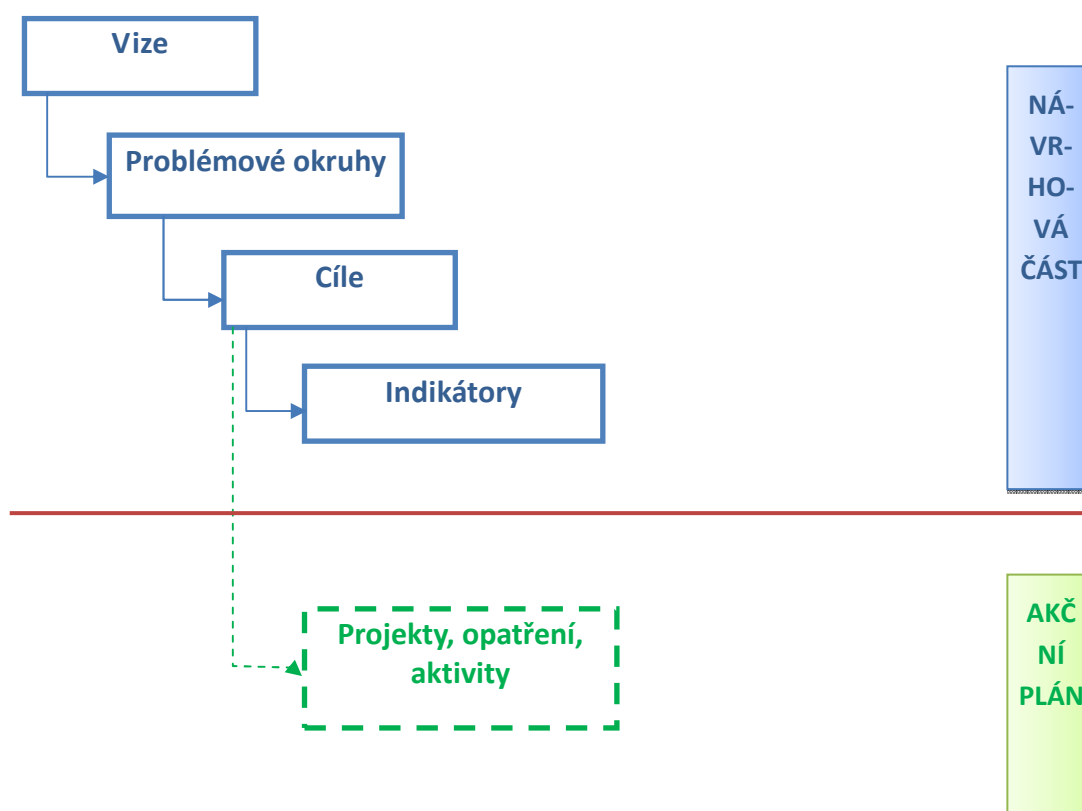 Vize
Problémové okruhy
Cíle
Indikátory
NÁ-
VR-
HO-
VÁ
ČÁST
Projekty, opatření,
aktivity
AKČ
NÍ
PLÁN